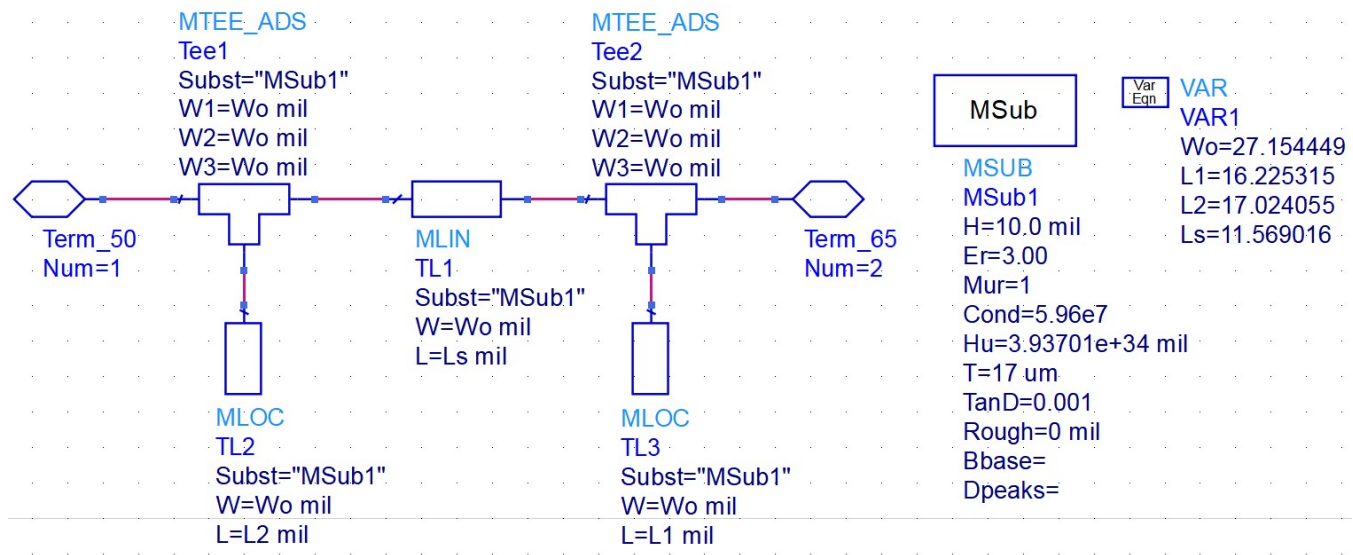 MTEE_ADS
Tee1
Subst="MSub1"
W1=Wo mil
W2=Wo mil
W3=Wo mil
MTEE_ADS
Tee2
Subst="MSub1"
W1=Wo mil
W2=Wo mil
W3=Wo mil
Term_50
Num=1
MLIN
TL1
Subst="MSub1"
W=Wo mil
L=Ls mil
Term_65
Num=2
MLOC
TL2
Subst="MSub1"
W=Wo mil
L=L2 mil
MLOC
TL3
Subst="MSub1"
W=Wo mil
L=L1 mil
MSub
MSUB
MSub1
H=10.0 mil
Er=3.00
Mur=1
Cond=5.96e7
Hu=3.93701e+34 mil
T=17 um
TanD=0.001
Rough=0 mil
Bbase=
Dpeaks=
Var
Eqn
VAR
VAR1
Wo=27.154449
L1=16.225315
L2=17.024055
Ls=11.569016